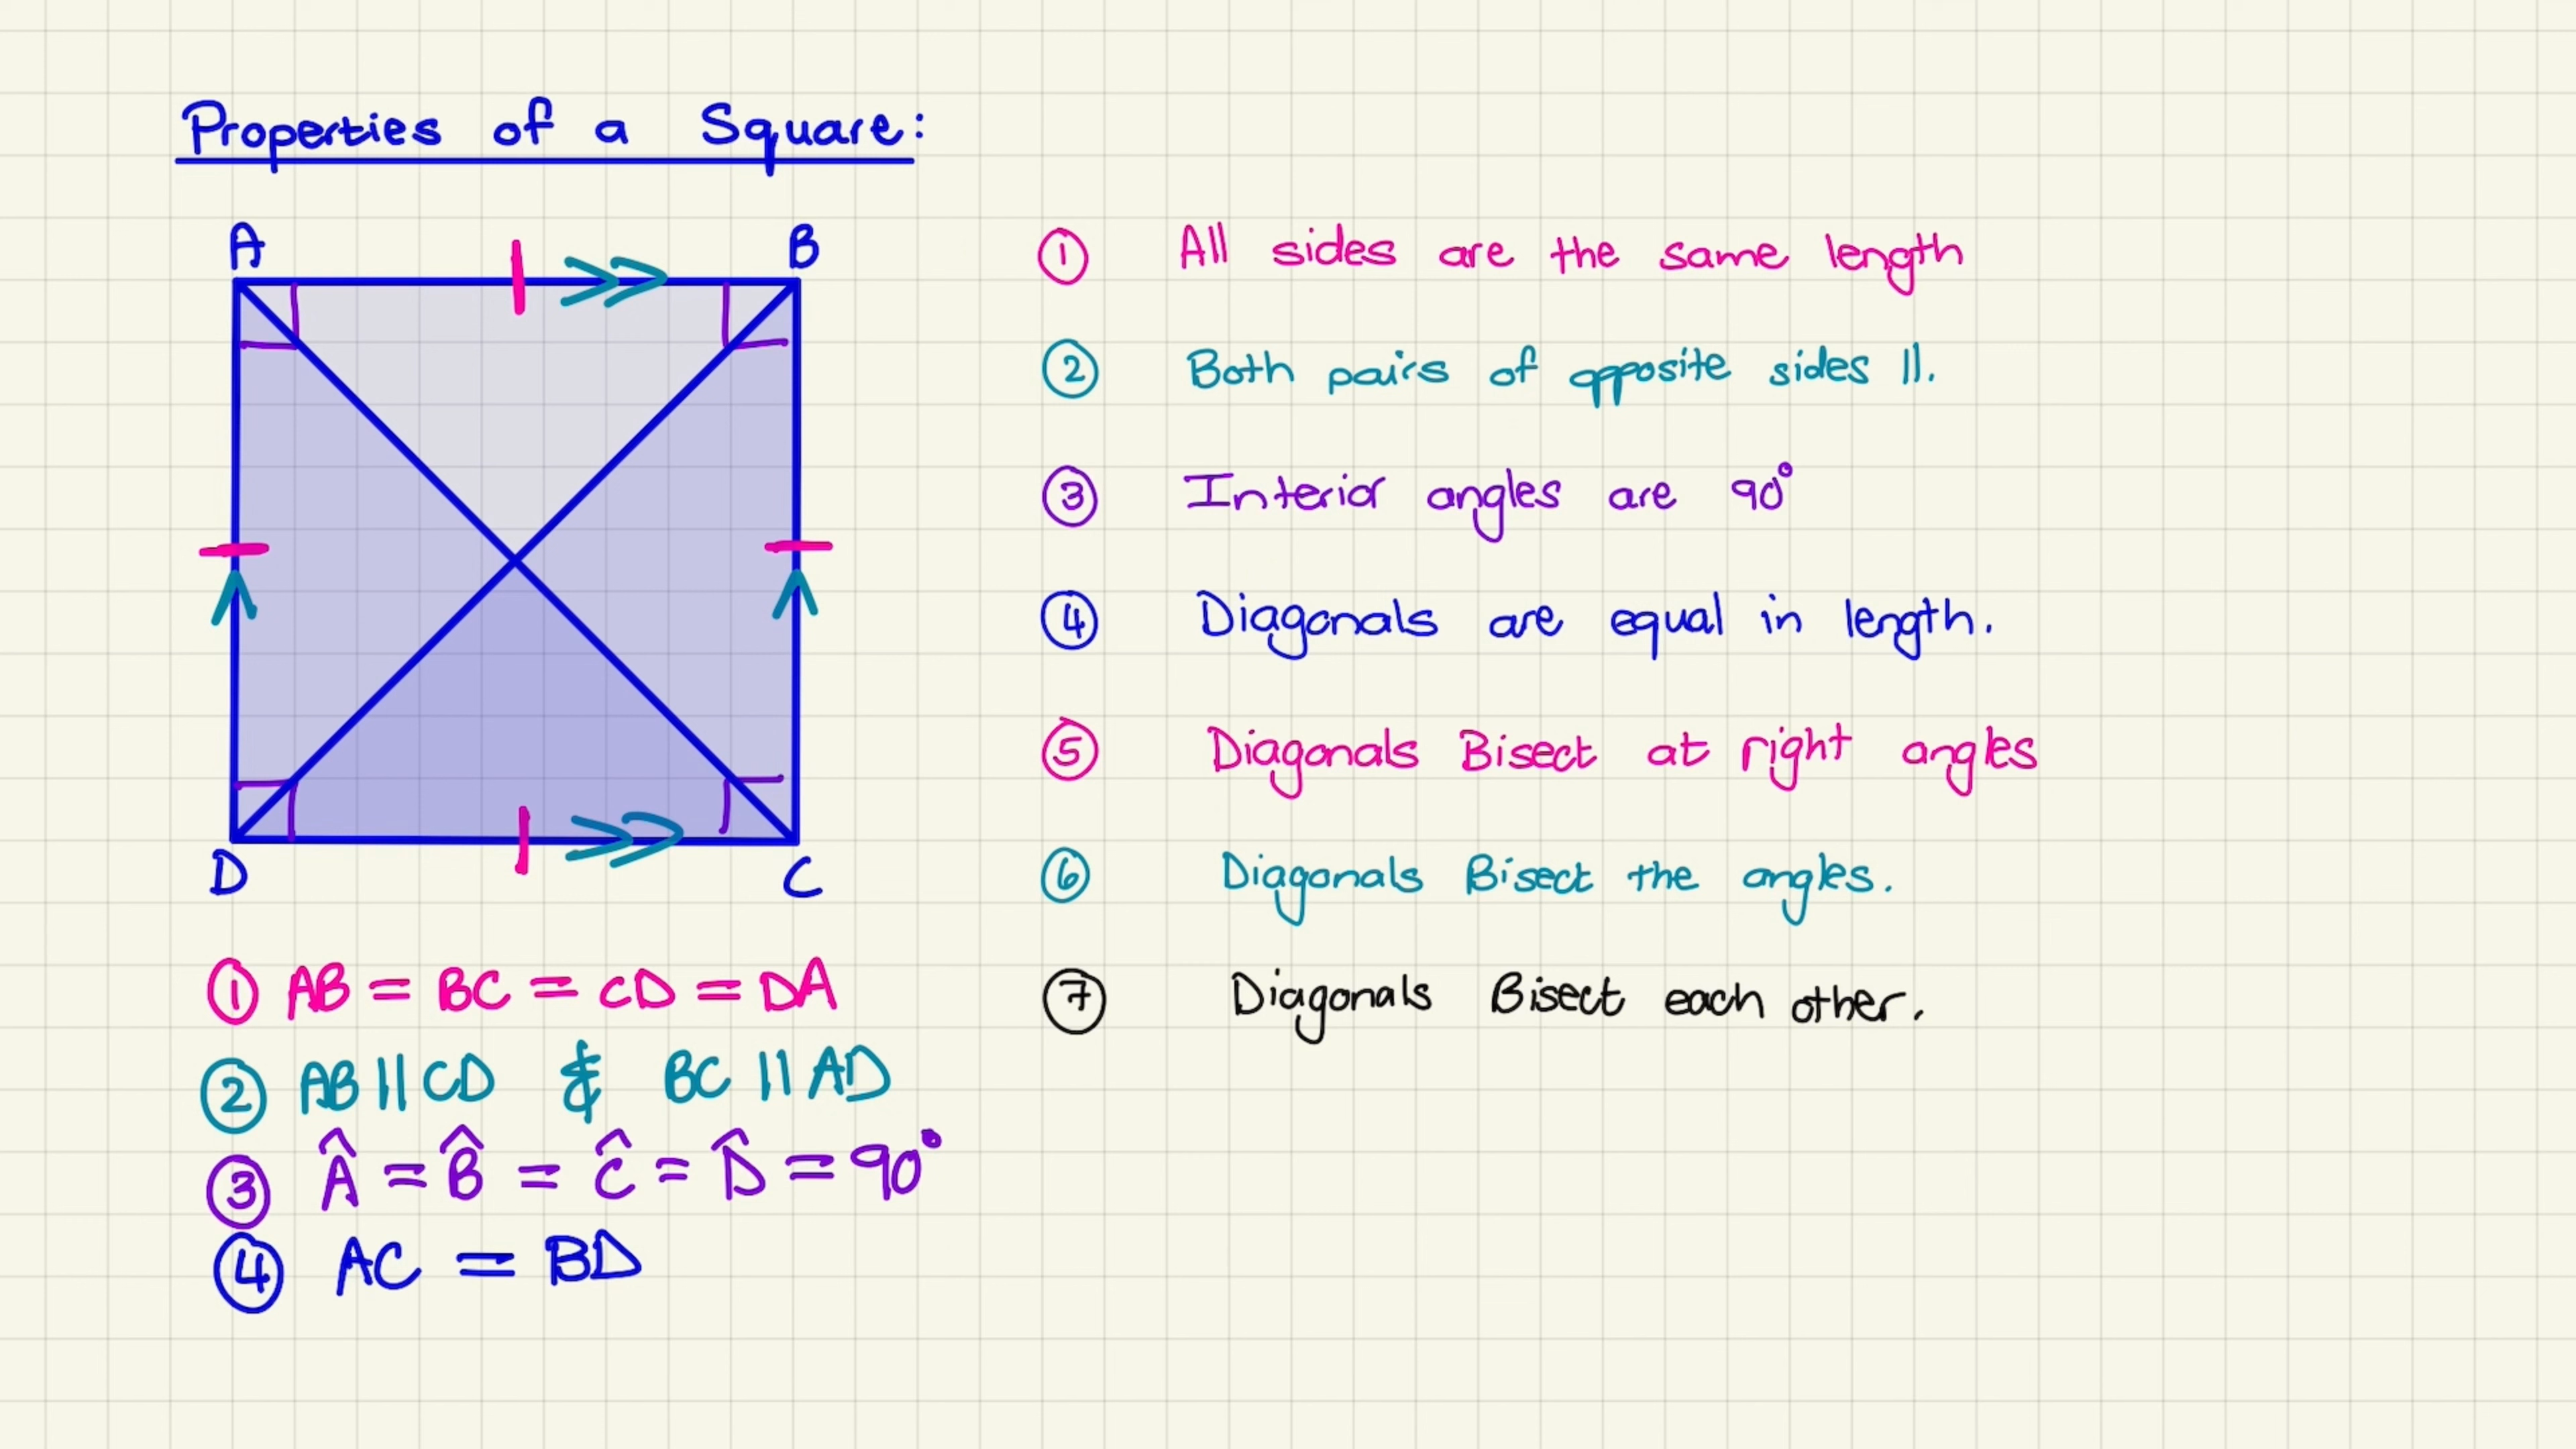 Properties of a Square:
A B
D C
① AB = BC = CD = DA
② AB || CD & BC || AD
③ Â = B̂ = Ĉ = D̂ = 90°
④ AC = BD
① All sides are the same length
② Both pairs of opposite sides ||.
③ Interior angles are 90°
④ Diagonals are equal in length.
⑤ Diagonals Bisect at right angles
⑥ Diagonals Bisect the angles.
⑦ Diagonals Bisect each other.